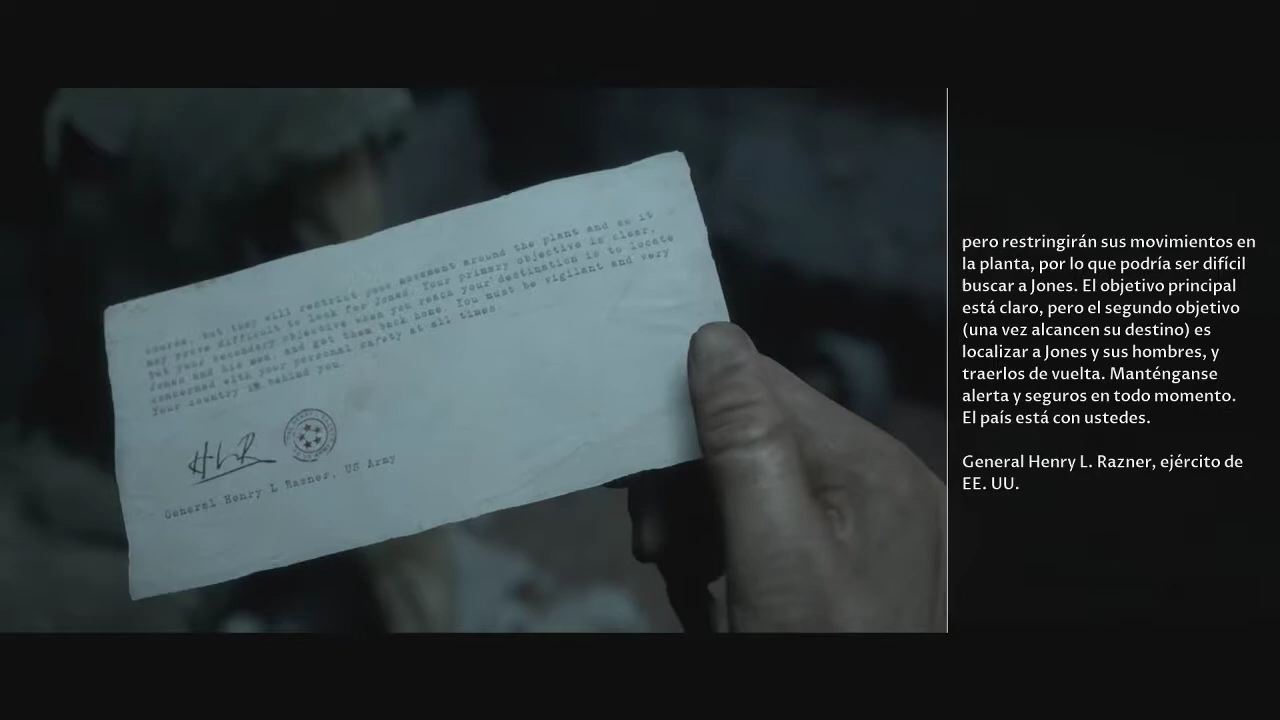 course, but they will restrict your movement around the plant and so it
may prove difficult to look for Jones. Your primary objective is clear,
but your secondary objective when you reach your destination is to locate
Jones and his men, and get them back home. You must be vigilant and very
concerned with your personal safety at all times.
Your country is behind you
HLR
General Henry L Razner, US Army
pero restringirán sus movimientos en
la planta, por lo que podría ser difícil
buscar a Jones. El objetivo principal
está claro, pero el segundo objetivo
(una vez alcancen su destino) es
localizar a Jones y sus hombres, y
traerlos de vuelta. Manténganse
alerta y seguros en todo momento.
El país está con ustedes.
General Henry L. Razner, ejército de
EE. UU.